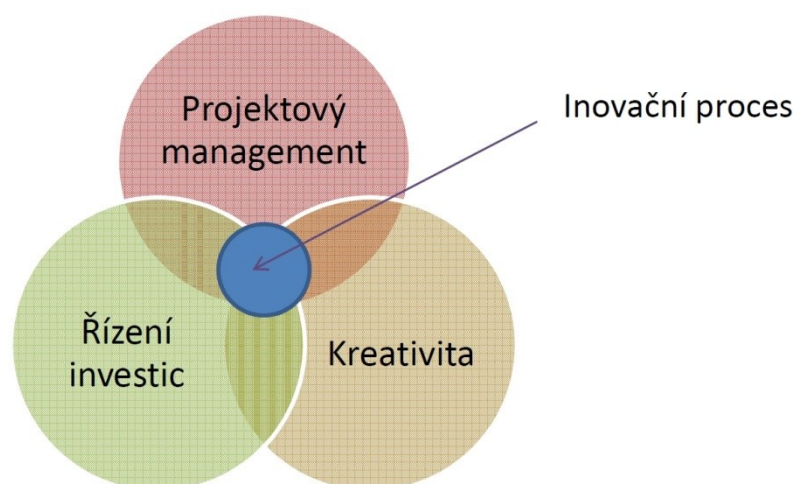 Projektový
management
Inovační proces
Řízení
investic
Kreativita